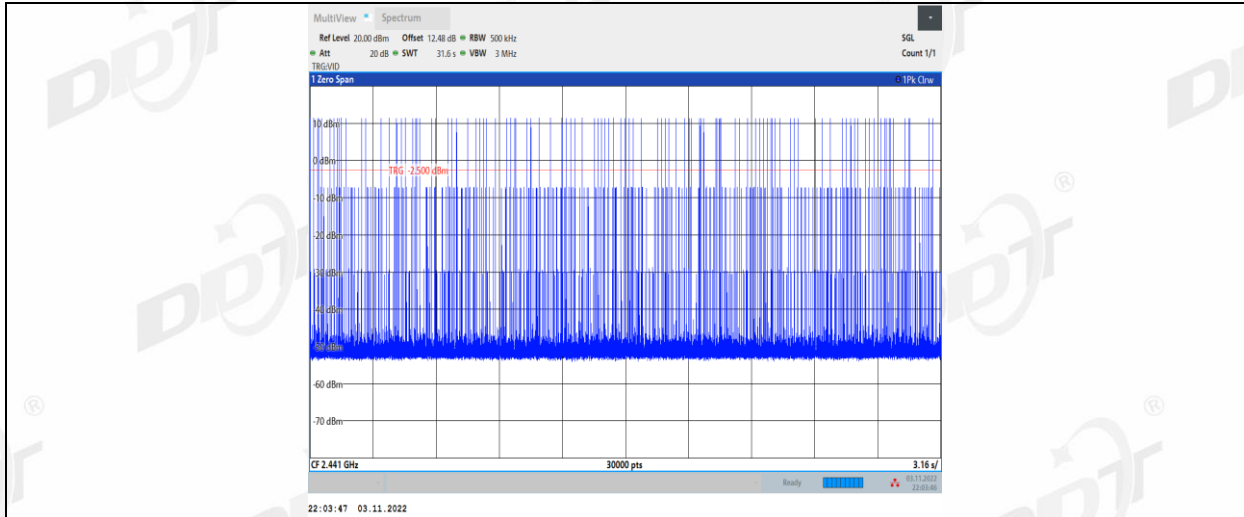 MultiView Spectrum
Ref Level 20.00 dBm Offset 12.48 dB RBW 500 kHz SGL
Att 20 dB SWT 31.6 s VBW 3 MHz Count 1/1
TRG:VID
1 Zero Span 1Pk Clrw
10 dBm
0 dBm
TRG -2.500 dBm
-10 dBm
-20 dBm
-30 dBm
-40 dBm
-50 dBm
-60 dBm
-70 dBm
CF 2.441 GHz 30000 pts 3.16 s/
Ready 03.11.2022
22:03:46
22:03:47 03.11.2022
DDT
®